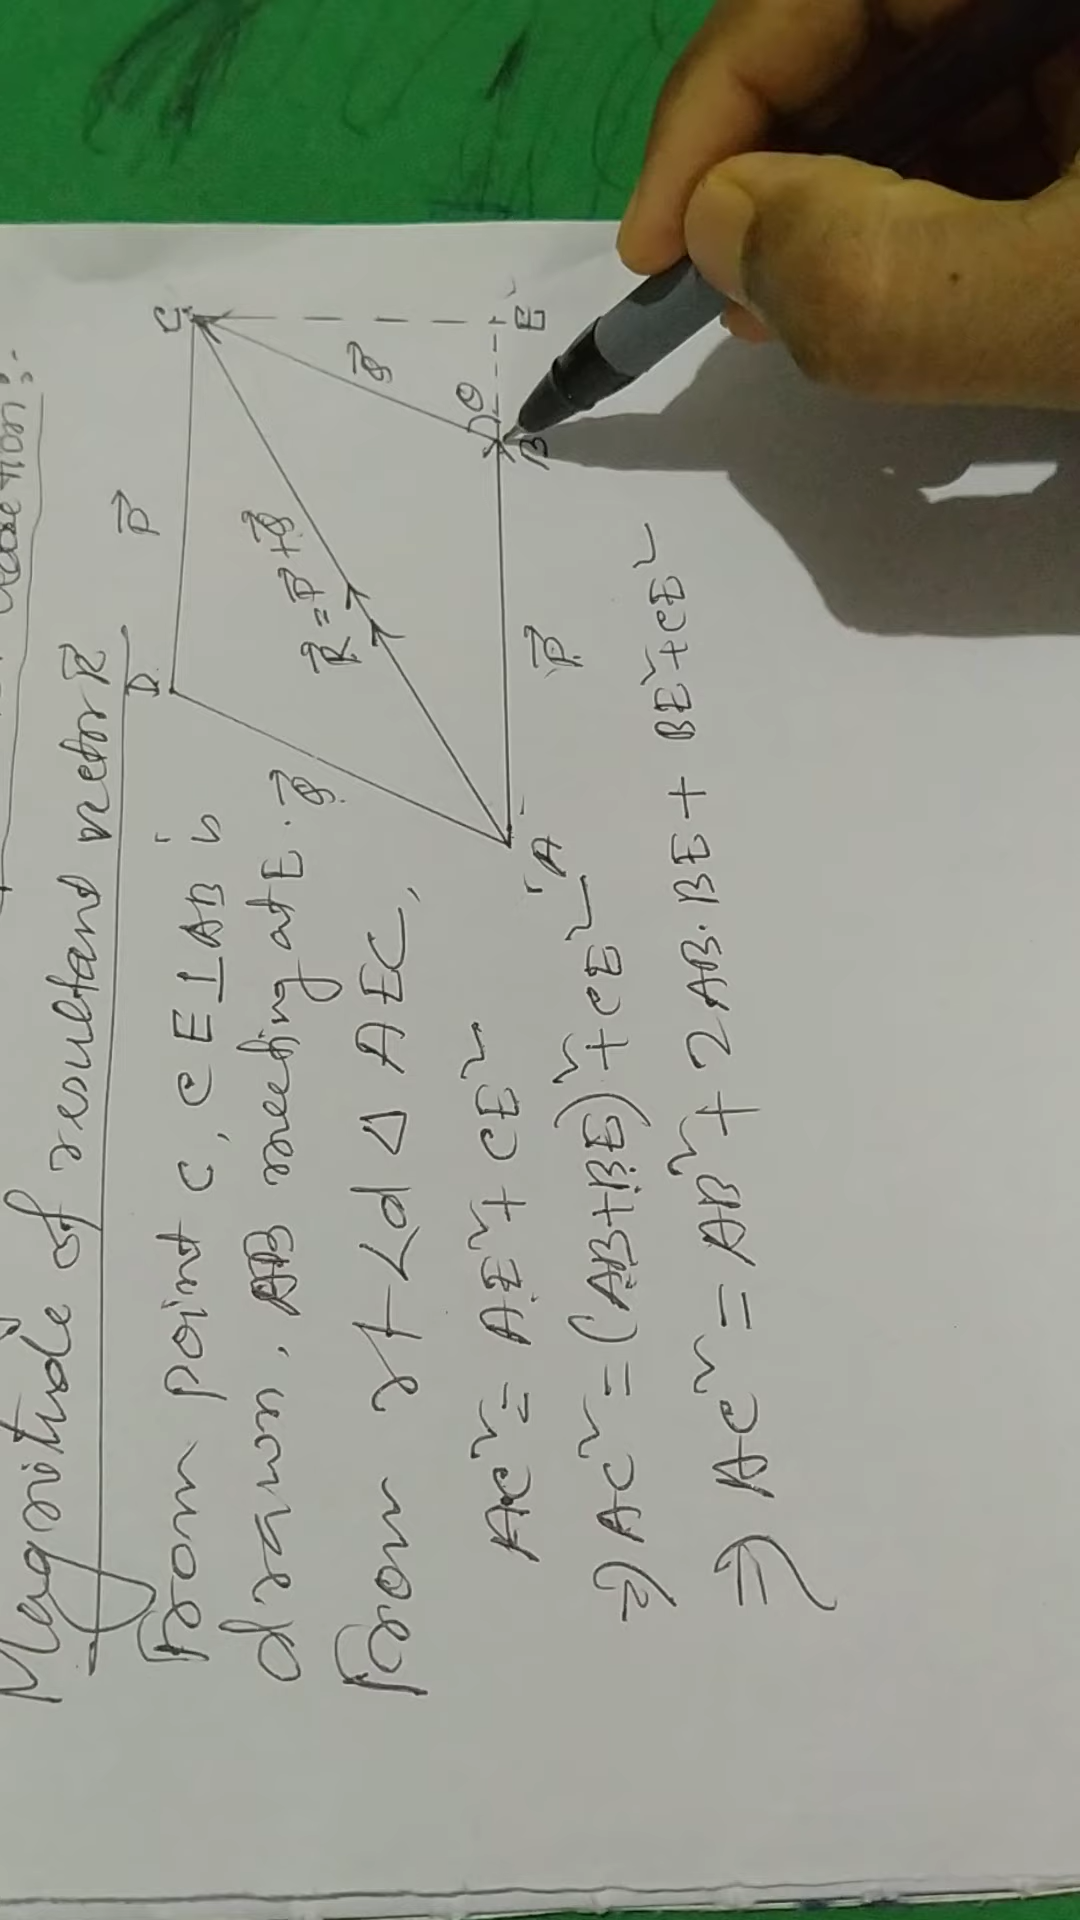 Magnitude of resultant vector R⃗
From point C, CE⊥AB is
drawn, AB meeting at E.
From rt∠d Δ AEC,
AC² = AE² + CE²
⇒ AC² = (AB+BE)² + CE²
⇒ AC² = AB² + 2AB.BE + BE² + CE²
D
P⃗
C
Q⃗
R⃗ = P⃗ + Q⃗
Q⃗
θ
A
P⃗
B
E